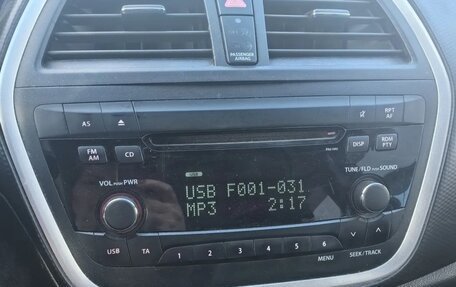 PASSENGER
AIRBAG
AS
RPT
AF
FM
AM
CD
DISP
RDM
PTY
VOL PUSH PWR
USB
TUNE/FLD PUSH SOUND
USB F001-031
MP3 2:17
USB
TA
1 2 3 4 5 6
MENU
SEEK/TRACK